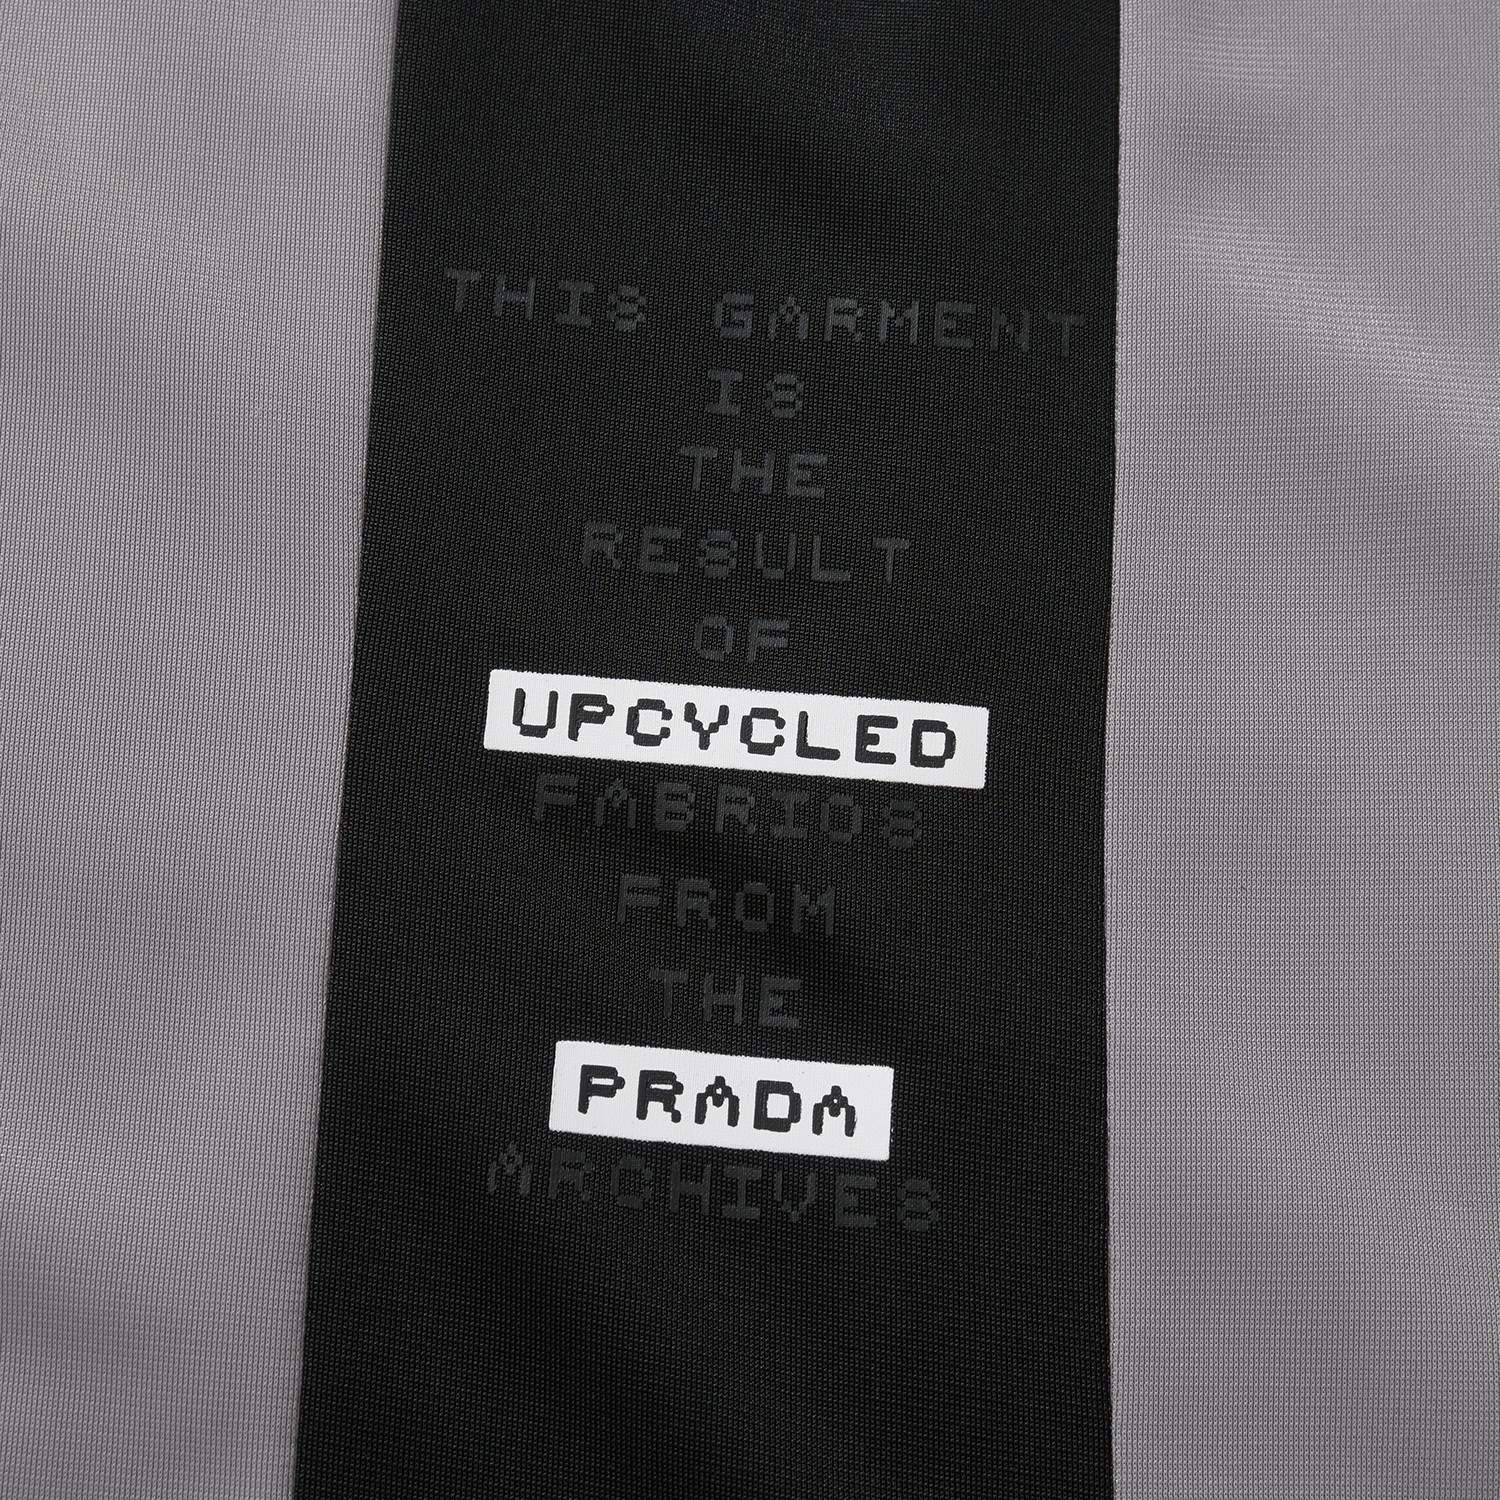 THIS GARMENT
IS
THE
RESULT
OF
UPCYCLED
FABRICS
FROM
THE
PRADA
ARCHIVES